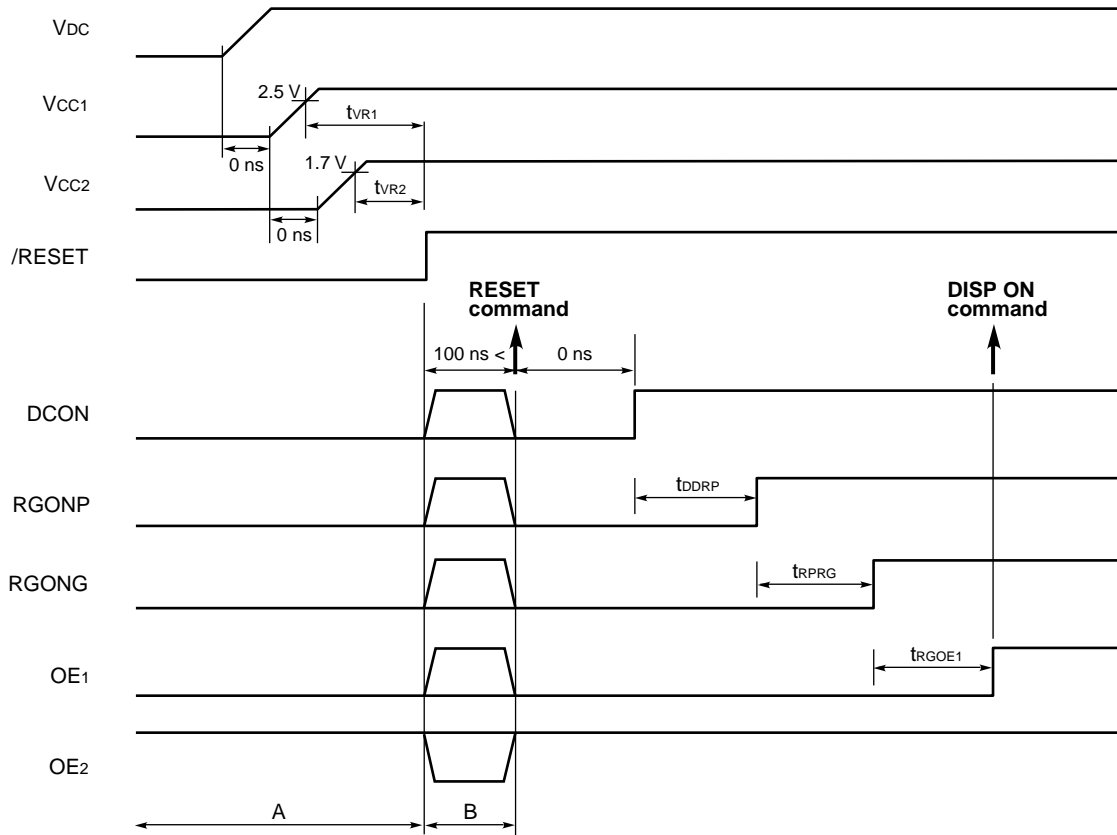 VDC
2.5 V
VCC1
tVR1
0 ns
1.7 V
VCC2
tVR2
0 ns
/RESET
RESET
command
DISP ON
command
100 ns <
0 ns
DCON
tDDRP
RGONP
tRPRG
RGONG
tRGOE1
OE1
OE2
A
B